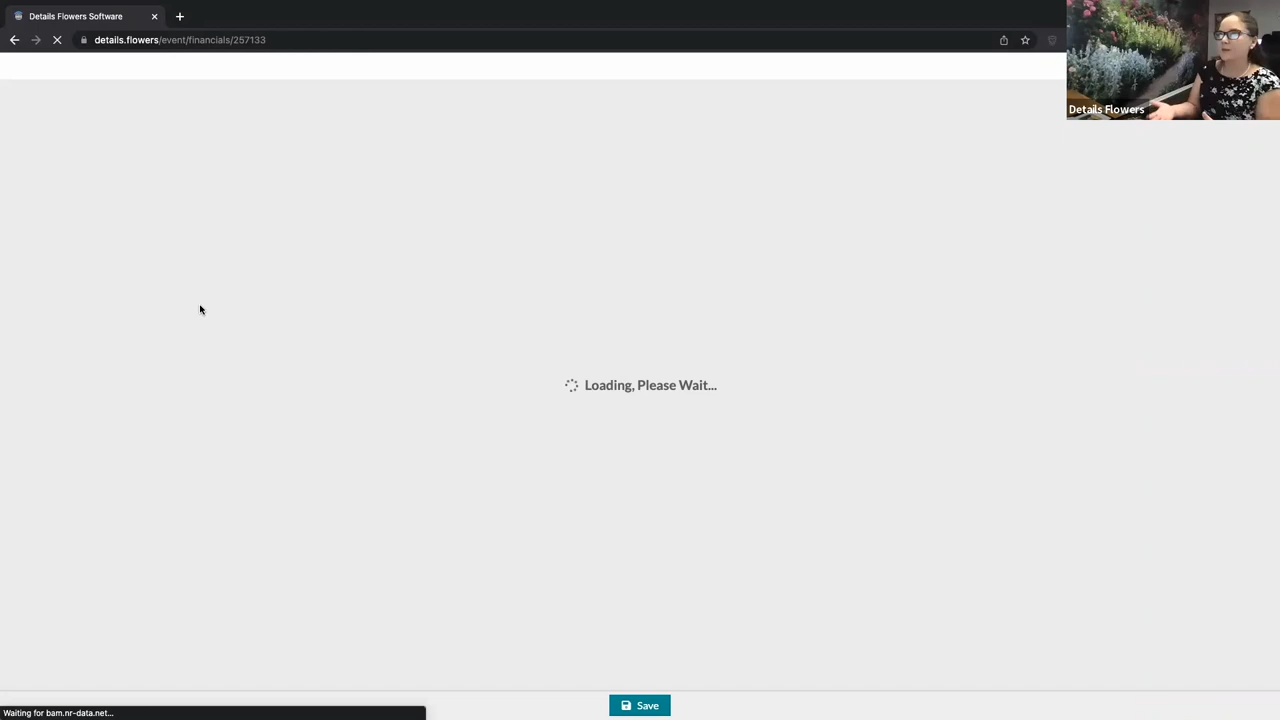 Details Flowers Software
details.flowers/event/financials/257133
Details Flowers
Loading, Please Wait...
Save
Waiting for bam.nr-data.net...